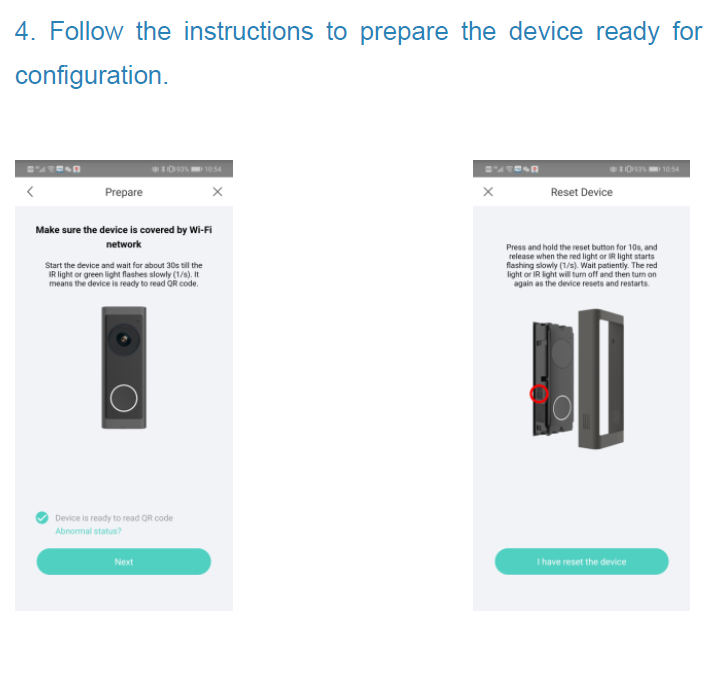 4. Follow the instructions to prepare the device ready for
configuration.
93% 10:54
Prepare
Make sure the device is covered by Wi-Fi
network
Start the device and wait for about 30s till the
IR light or green light flashes slowly (1/s). It
means the device is ready to read QR code.
Device is ready to read QR code
Abnormal status?
Next
93% 10:54
Reset Device
Press and hold the reset button for 10s, and
release when the red light or IR light starts
flashing slowly (1/s). Wait patiently. The red
light or IR light will turn off and then turn on
again as the device resets and restarts.
I have reset the device